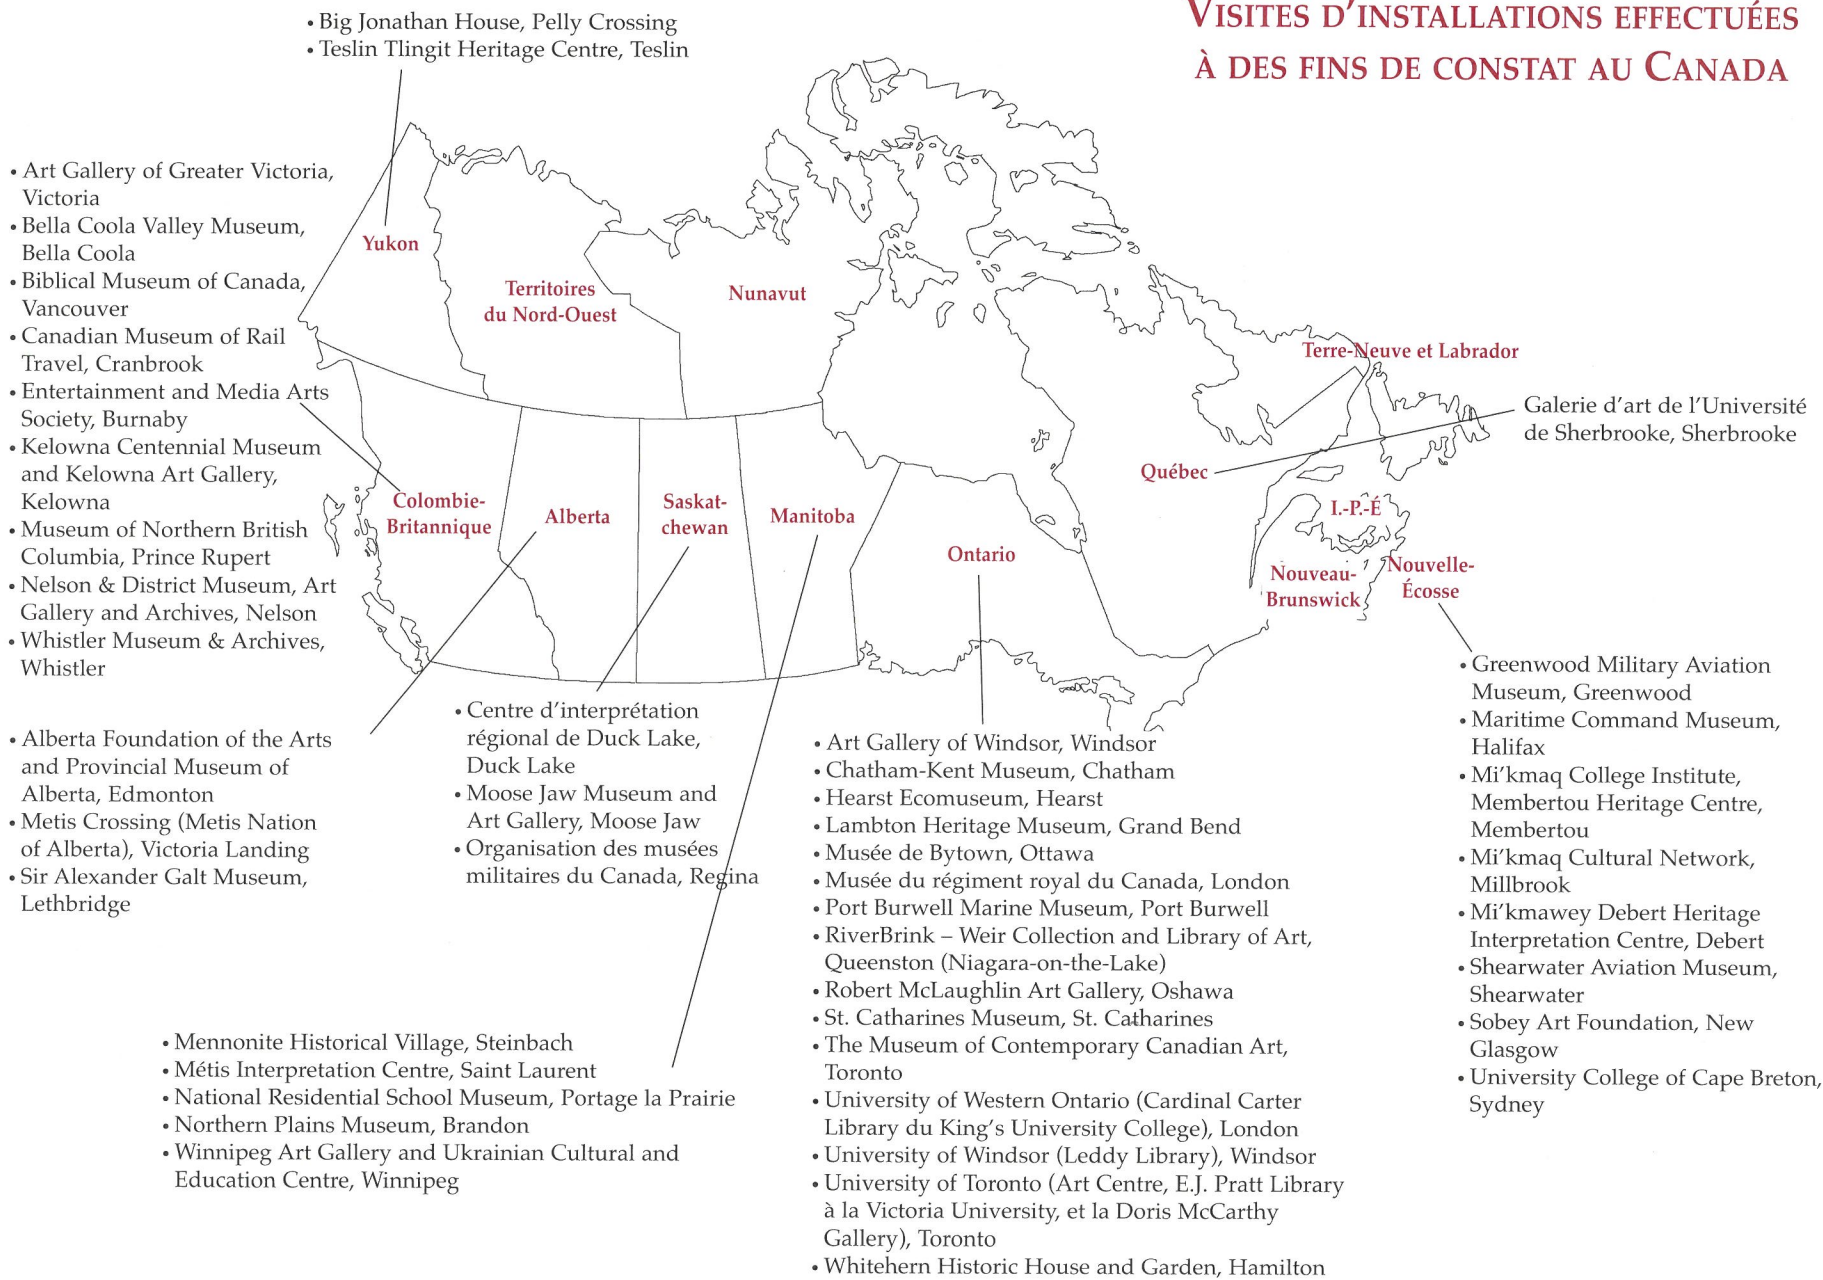 VISITES D'INSTALLATIONS EFFECTUÉES
À DES FINS DE CONSTAT AU CANADA
• Big Jonathan House, Pelly Crossing
• Teslin Tlingit Heritage Centre, Teslin
• Art Gallery of Greater Victoria,
Victoria
• Bella Coola Valley Museum,
Bella Coola
• Biblical Museum of Canada,
Vancouver
• Canadian Museum of Rail
Travel, Cranbrook
• Entertainment and Media Arts
Society, Burnaby
• Kelowna Centennial Museum
and Kelowna Art Gallery,
Kelowna
• Museum of Northern British
Columbia, Prince Rupert
• Nelson & District Museum, Art
Gallery and Archives, Nelson
• Whistler Museum & Archives,
Whistler
Yukon
Territoires
du Nord-Ouest
Nunavut
Terre-Neuve et Labrador
Colombie-
Britannique
Alberta
Saskat-
chewan
Manitoba
Ontario
Québec
I.-P.-É
Nouveau-
Brunswick
Nouvelle-
Écosse
Galerie d'art de l'Université
de Sherbrooke, Sherbrooke
• Alberta Foundation of the Arts
and Provincial Museum of
Alberta, Edmonton
• Metis Crossing (Metis Nation
of Alberta), Victoria Landing
• Sir Alexander Galt Museum,
Lethbridge
• Centre d'interprétation
régional de Duck Lake,
Duck Lake
• Moose Jaw Museum and
Art Gallery, Moose Jaw
• Organisation des musées
militaires du Canada, Regina
• Mennonite Historical Village, Steinbach
• Métis Interpretation Centre, Saint Laurent
• National Residential School Museum, Portage la Prairie
• Northern Plains Museum, Brandon
• Winnipeg Art Gallery and Ukrainian Cultural and
Education Centre, Winnipeg
• Art Gallery of Windsor, Windsor
• Chatham-Kent Museum, Chatham
• Hearst Ecomuseum, Hearst
• Lambton Heritage Museum, Grand Bend
• Musée de Bytown, Ottawa
• Musée du régiment royal du Canada, London
• Port Burwell Marine Museum, Port Burwell
• RiverBrink – Weir Collection and Library of Art,
Queenston (Niagara-on-the-Lake)
• Robert McLaughlin Art Gallery, Oshawa
• St. Catharines Museum, St. Catharines
• The Museum of Contemporary Canadian Art,
Toronto
• University of Western Ontario (Cardinal Carter
Library du King's University College), London
• University of Windsor (Leddy Library), Windsor
• University of Toronto (Art Centre, E.J. Pratt Library
à la Victoria University, et la Doris McCarthy
Gallery), Toronto
• Whitehern Historic House and Garden, Hamilton
• Greenwood Military Aviation
Museum, Greenwood
• Maritime Command Museum,
Halifax
• Mi'kmaq College Institute,
Membertou Heritage Centre,
Membertou
• Mi'kmaq Cultural Network,
Millbrook
• Mi'kmawey Debert Heritage
Interpretation Centre, Debert
• Shearwater Aviation Museum,
Shearwater
• Sobey Art Foundation, New
Glasgow
• University College of Cape Breton,
Sydney